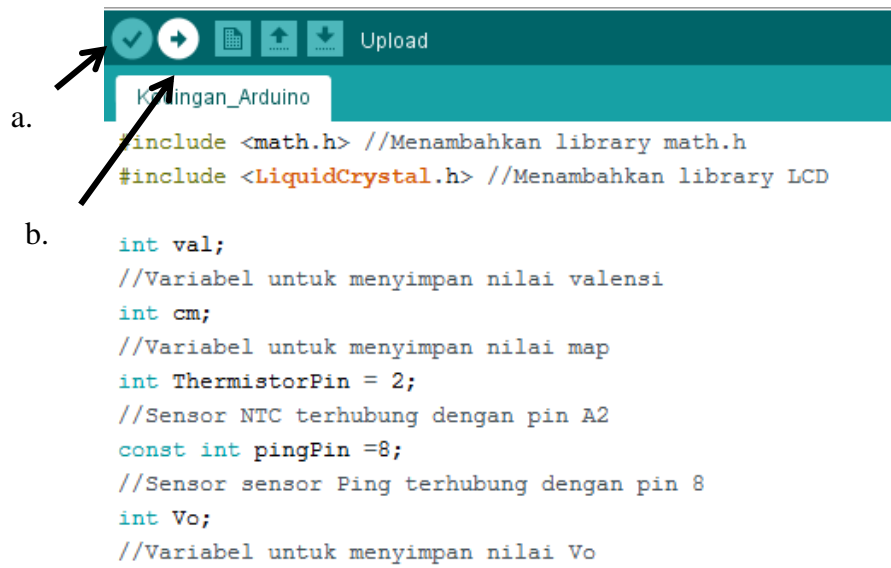 Upload
Kodingan_Arduino
a.
#include <math.h> //Menambahkan library math.h
#include <LiquidCrystal.h> //Menambahkan library LCD
b.
int val;
//Variabel untuk menyimpan nilai valensi
int cm;
//Variabel untuk menyimpan nilai map
int ThermistorPin = 2;
//Sensor NTC terhubung dengan pin A2
const int pingPin =8;
//Sensor sensor Ping terhubung dengan pin 8
int Vo;
//Variabel untuk menyimpan nilai Vo